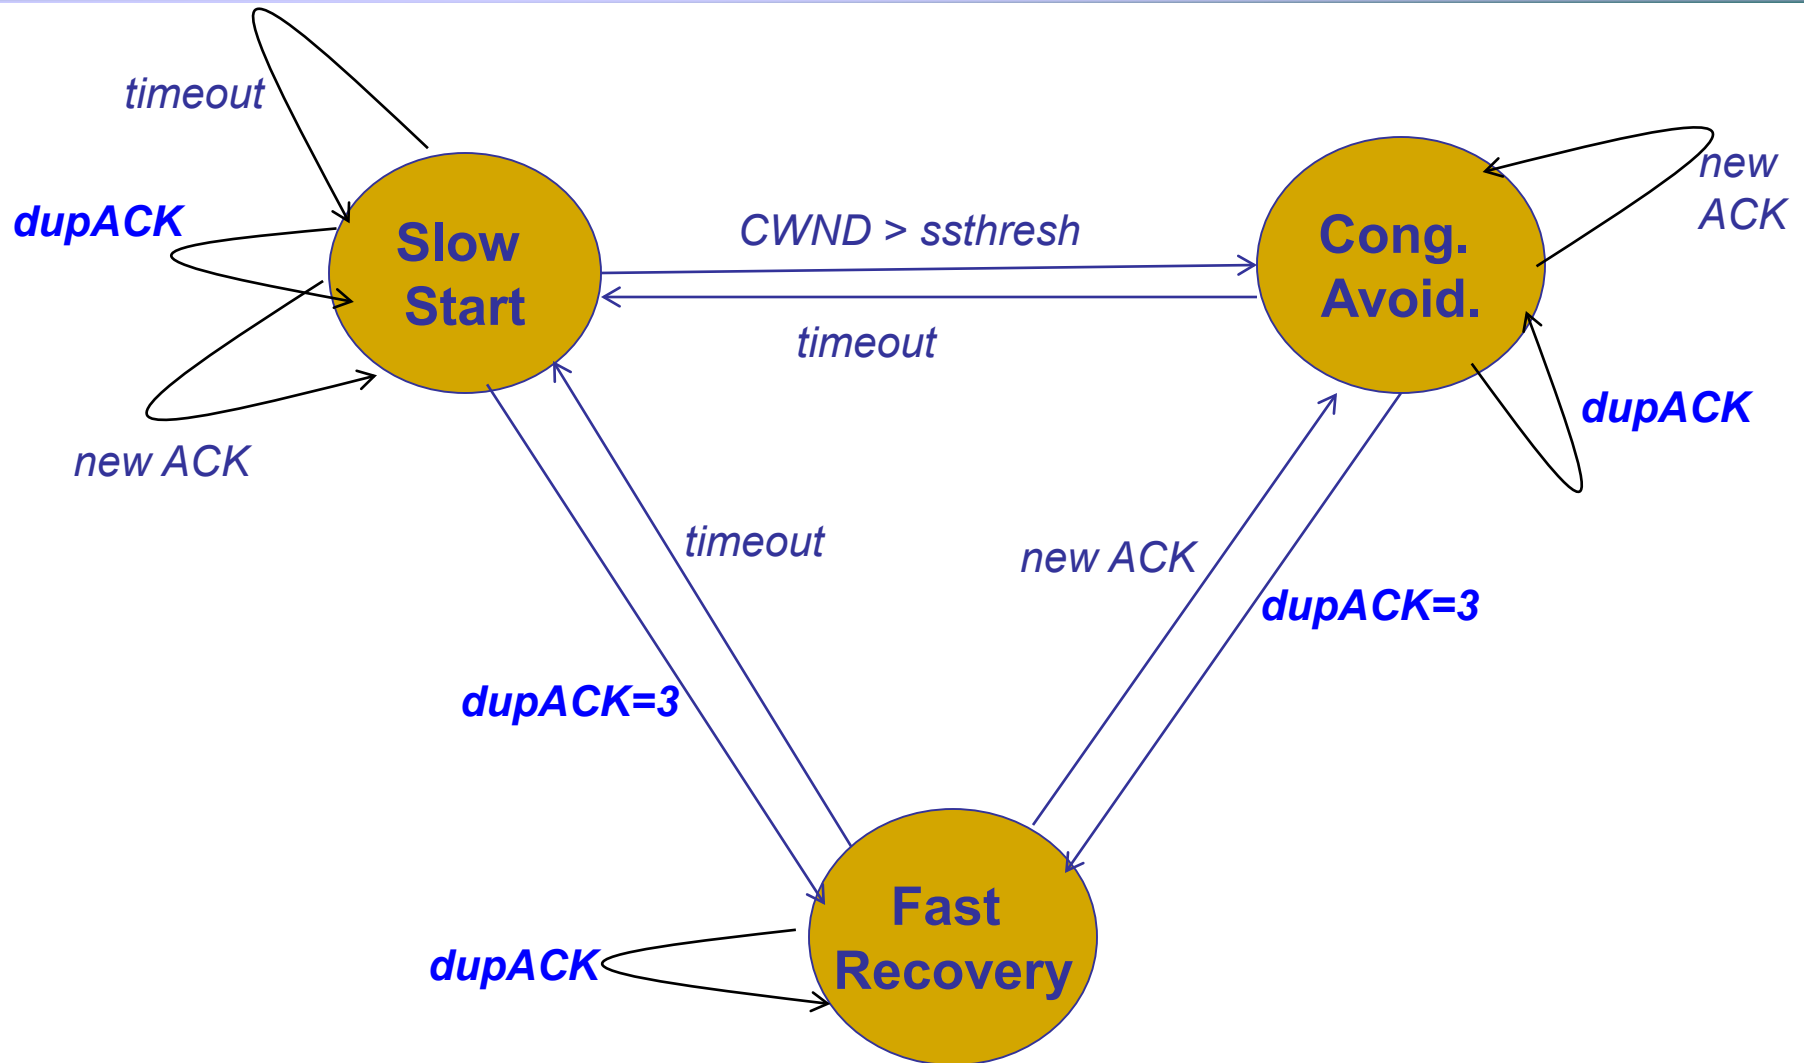 timeout
dupACK
Slow
Start
new ACK
CWND > ssthresh
timeout
Cong.
Avoid.
new
ACK
dupACK
timeout
new ACK
dupACK=3
dupACK=3
Fast
Recovery
dupACK